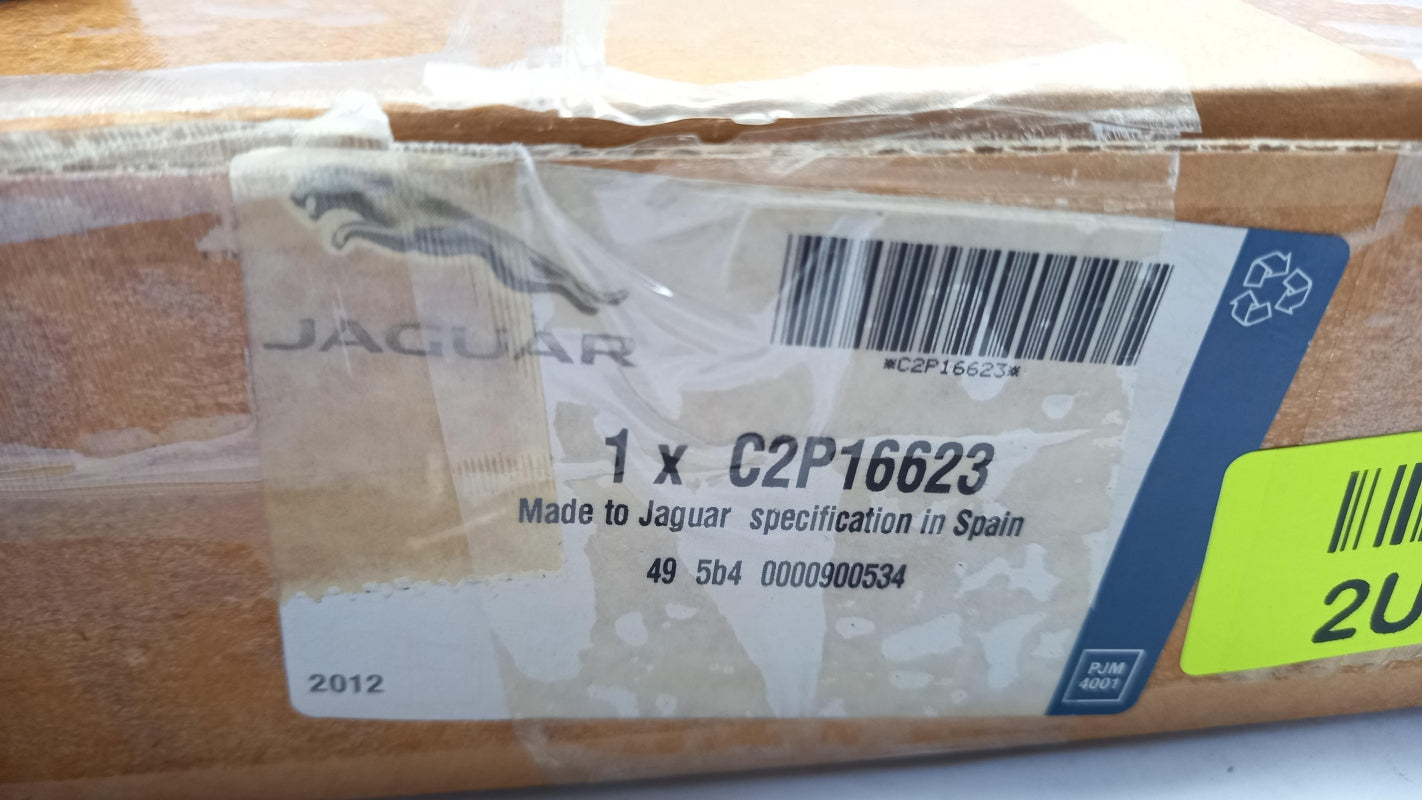 JAGUAR
*C2P16623*
1 x C2P16623
Made to Jaguar specification in Spain
49 5b4 0000900534
2012
PJM
4001
2U